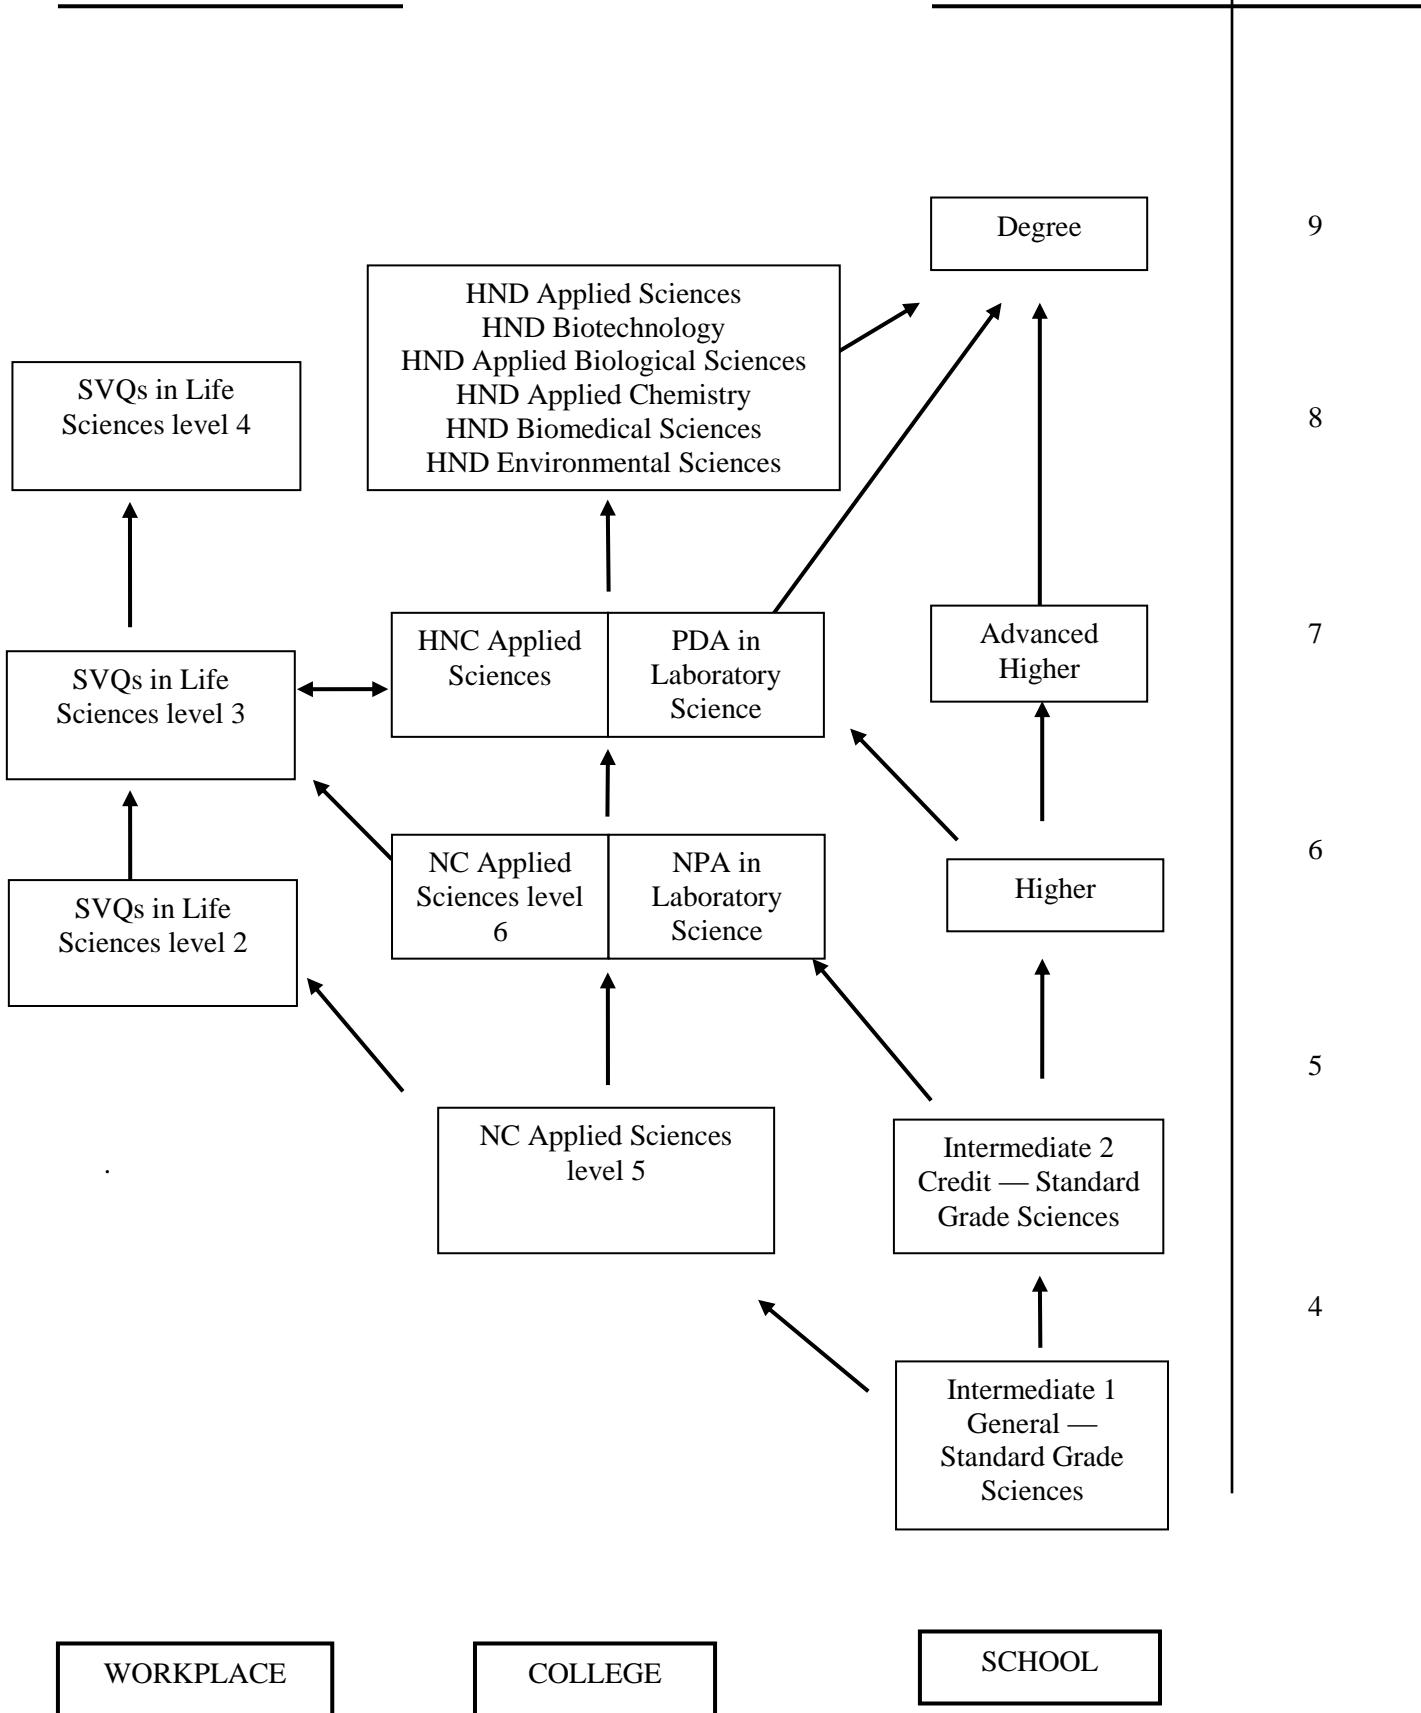 Degree
9
HND Applied Sciences
HND Biotechnology
HND Applied Biological Sciences
HND Applied Chemistry
HND Biomedical Sciences
HND Environmental Sciences
SVQs in Life
Sciences level 4
8
HNC Applied
Sciences
PDA in
Laboratory
Science
Advanced
Higher
7
SVQs in Life
Sciences level 3
NC Applied
Sciences level
6
NPA in
Laboratory
Science
Higher
6
SVQs in Life
Sciences level 2
5
NC Applied Sciences
level 5
Intermediate 2
Credit — Standard
Grade Sciences
.
4
Intermediate 1
General —
Standard Grade
Sciences
WORKPLACE
COLLEGE
SCHOOL